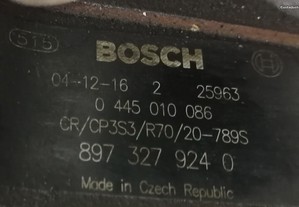 515
BOSCH
04-12-16 2 25963
0 445 010 086
CR/CP3S3/R70/20-789S
897 327 924 0
Made in Czech Republic